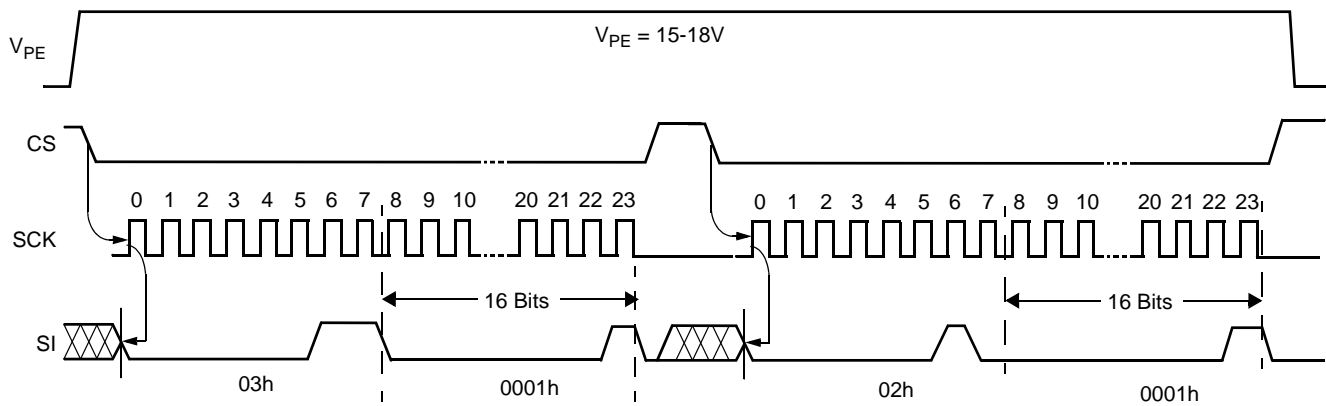 V_PE
V_PE = 15-18V
CS
0 1 2 3 4 5 6 7 8 9 10 20 21 22 23 0 1 2 3 4 5 6 7 8 9 10 20 21 22 23
SCK
16 Bits 16 Bits
SI
03h 0001h 02h 0001h